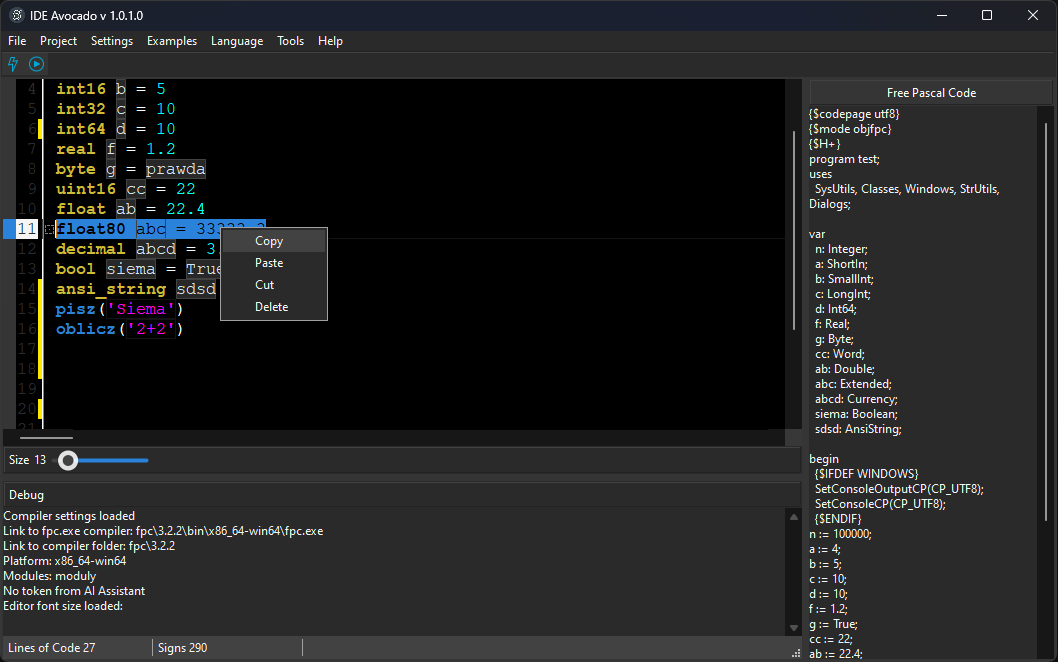 IDE Avocado v 1.0.1.0
File Project Settings Examples Language Tools Help
4 int16 b = 5
5 int32 c = 10
6 int64 d = 10
7 real f = 1.2
8 byte g = prawda
9 uint16 cc = 22
10 float ab = 22.4
11 float80 abc = 33333.3
12 decimal abcd = 3.
13 bool siema = True
14 ansi_string sdsd
15 pisz('Siema')
16 oblicz('2+2')
17
18
19
20
21
Copy
Paste
Cut
Delete
Size 13
Debug
Compiler settings loaded
Link to fpc.exe compiler: fpc\3.2.2\bin\x86_64-win64\fpc.exe
Link to compiler folder: fpc\3.2.2
Platform: x86_64-win64
Modules: moduly
No token from AI Assistant
Editor font size loaded:
Lines of Code 27
Signs 290
Free Pascal Code
{$codepage utf8}
{$mode objfpc}
{$H+}
program test;
uses
SysUtils, Classes, Windows, StrUtils,
Dialogs;
var
n: Integer;
a: ShortIn;
b: SmallInt;
c: LongInt;
d: Int64;
f: Real;
g: Byte;
cc: Word;
ab: Double;
abc: Extended;
abcd: Currency;
siema: Boolean;
sdsd: AnsiString;
begin
{$IFDEF WINDOWS}
SetConsoleOutputCP(CP_UTF8);
SetConsoleCP(CP_UTF8);
{$ENDIF}
n := 100000;
a := 4;
b := 5;
c := 10;
d := 10;
f := 1.2;
g := True;
cc := 22;
ab := 22.4;